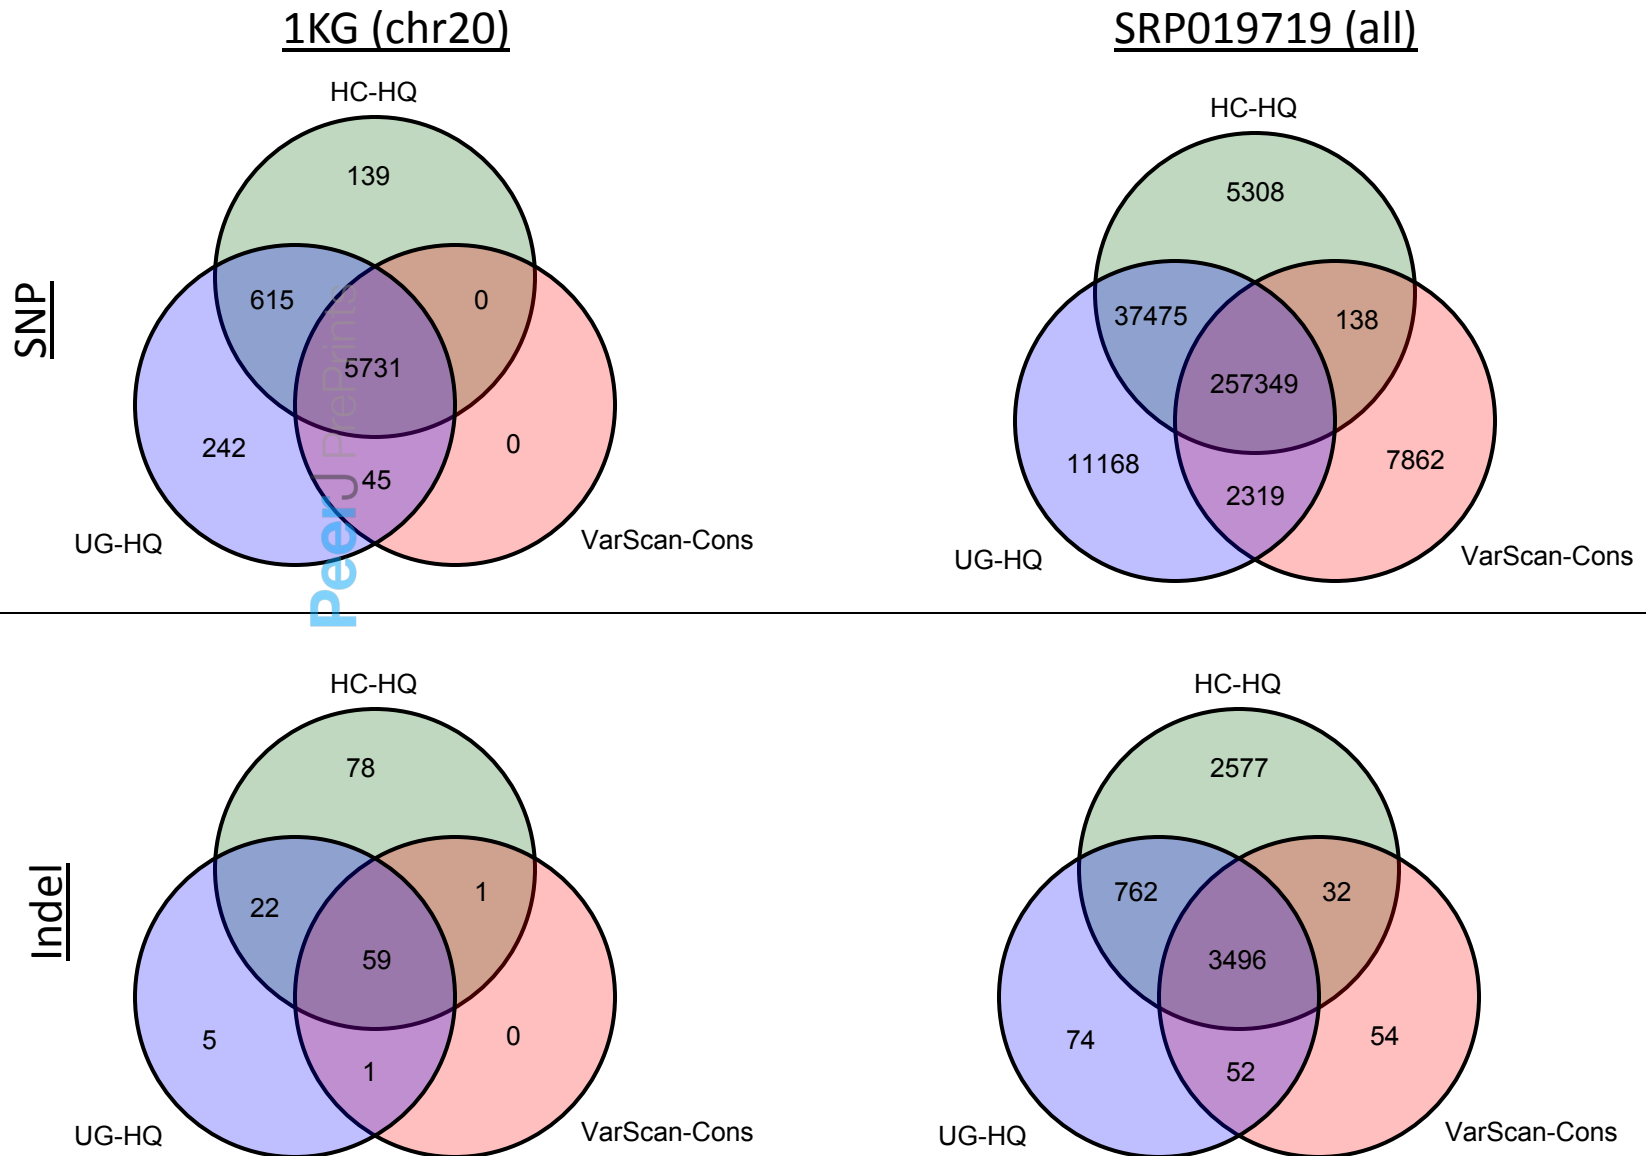 1KG (chr20)
SRP019719 (all)
SNP
HC-HQ
139
615
0
5731
242
0
45
UG-HQ
VarScan-Cons
HC-HQ
5308
37475
138
257349
11168
7862
2319
UG-HQ
VarScan-Cons
PeerJ PrePrints
Indel
HC-HQ
78
22
1
59
5
0
1
UG-HQ
VarScan-Cons
HC-HQ
2577
762
32
3496
74
54
52
UG-HQ
VarScan-Cons